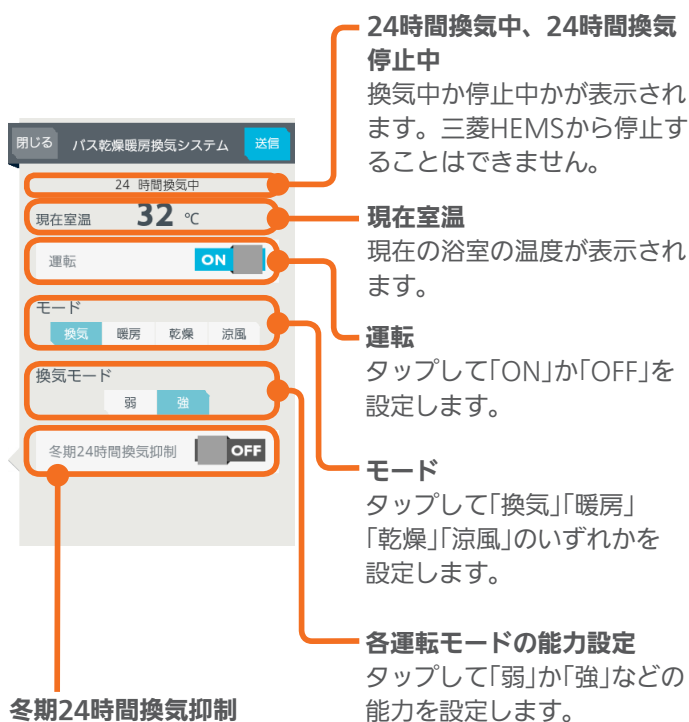 24時間換気中、24時間換気
停止中
換気中か停止中かが表示され
ます。三菱HEMSから停止す
ることはできません。
閉じる バス乾燥暖房換気システム 送信
24 時間換気中
現在室温 32 ℃
運転 ON
モード
換気 暖房 乾燥 涼風
換気モード
弱 強
冬期24時間換気抑制 OFF
現在室温
現在の浴室の温度が表示され
ます。
運転
タップして「ON」か「OFF」を
設定します。
モード
タップして「換気」「暖房」
「乾燥」「涼風」のいずれかを
設定します。
各運転モードの能力設定
タップして「弱」か「強」などの
能力を設定します。
冬期24時間換気抑制